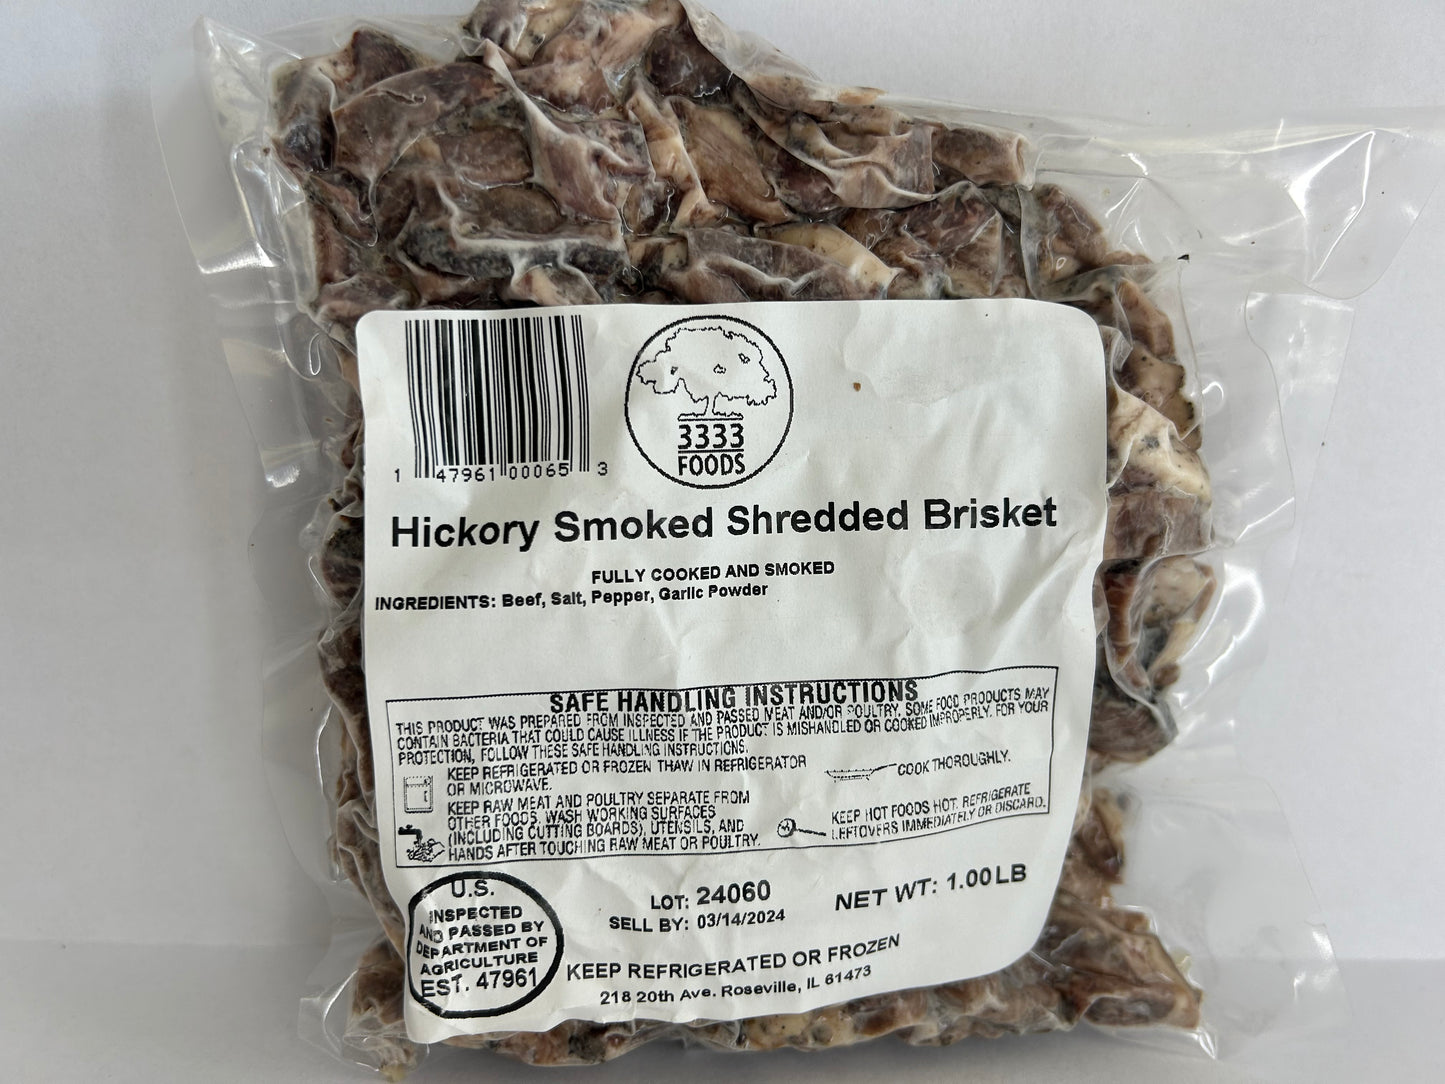 1 47961 00065 3
3333
FOODS
Hickory Smoked Shredded Brisket
FULLY COOKED AND SMOKED
INGREDIENTS: Beef, Salt, Pepper, Garlic Powder
SAFE HANDLING INSTRUCTIONS
THIS PRODUCT WAS PREPARED FROM INSPECTED AND PASSED MEAT AND/OR POULTRY. SOME FOOD PRODUCTS MAY
CONTAIN BACTERIA THAT COULD CAUSE ILLNESS IF THE PRODUCT IS MISHANDLED OR COOKED IMPROPERLY. FOR YOUR
PROTECTION, FOLLOW THESE SAFE HANDLING INSTRUCTIONS.
KEEP REFRIGERATED OR FROZEN THAW IN REFRIGERATOR
OR MICROWAVE.
KEEP RAW MEAT AND POULTRY SEPARATE FROM
OTHER FOODS. WASH WORKING SURFACES
(INCLUDING CUTTING BOARDS), UTENSILS, AND
HANDS AFTER TOUCHING RAW MEAT OR POULTRY.
COOK THOROUGHLY.
KEEP HOT FOODS HOT. REFRIGERATE
LEFTOVERS IMMEDIATELY OR DISCARD.
U.S.
INSPECTED
AND PASSED BY
DEPARTMENT OF
AGRICULTURE
EST. 47961
LOT: 24060
SELL BY: 03/14/2024
NET WT: 1.00 LB
KEEP REFRIGERATED OR FROZEN
218 20th Ave. Roseville, IL 61473